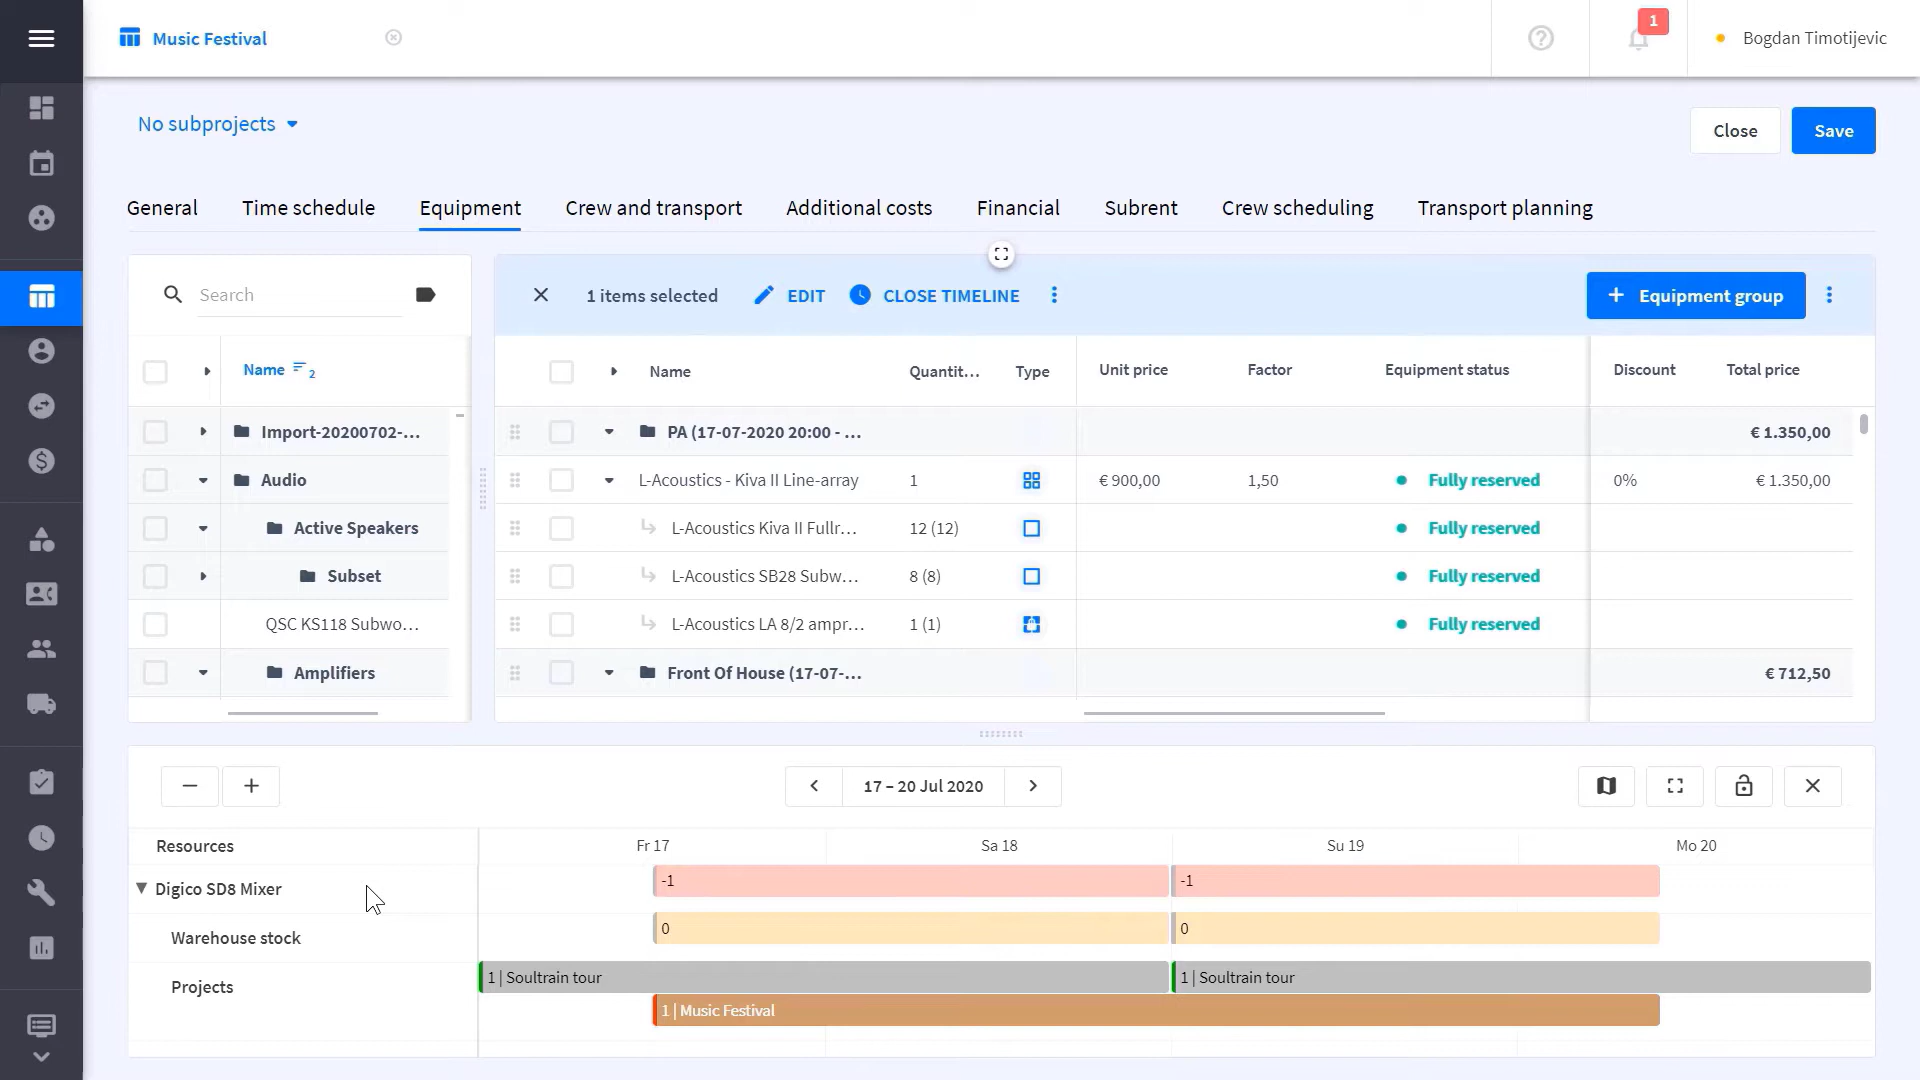 Music Festival
1
Bogdan Timotijevic
No subprojects
Close
Save
General
Time schedule
Equipment
Crew and transport
Additional costs
Financial
Subrent
Crew scheduling
Transport planning
Search
1 items selected
EDIT
CLOSE TIMELINE
+ Equipment group
Name 2
Name
Quantit...
Type
Unit price
Factor
Equipment status
Discount
Total price
Import-20200702-...
PA (17-07-2020 20:00 - ...
€ 1.350,00
Audio
L-Acoustics - Kiva II Line-array
1
€ 900,00
1,50
Fully reserved
0%
€ 1.350,00
Active Speakers
L-Acoustics Kiva II Fullr...
12 (12)
Fully reserved
Subset
L-Acoustics SB28 Subw...
8 (8)
Fully reserved
QSC KS118 Subwo...
L-Acoustics LA 8/2 ampr...
1 (1)
Fully reserved
Amplifiers
Front Of House (17-07-...
€ 712,50
17 – 20 Jul 2020
Resources
Fr 17
Sa 18
Su 19
Mo 20
Digico SD8 Mixer
-1
-1
Warehouse stock
0
0
Projects
1 | Soultrain tour
1 | Soultrain tour
1 | Music Festival